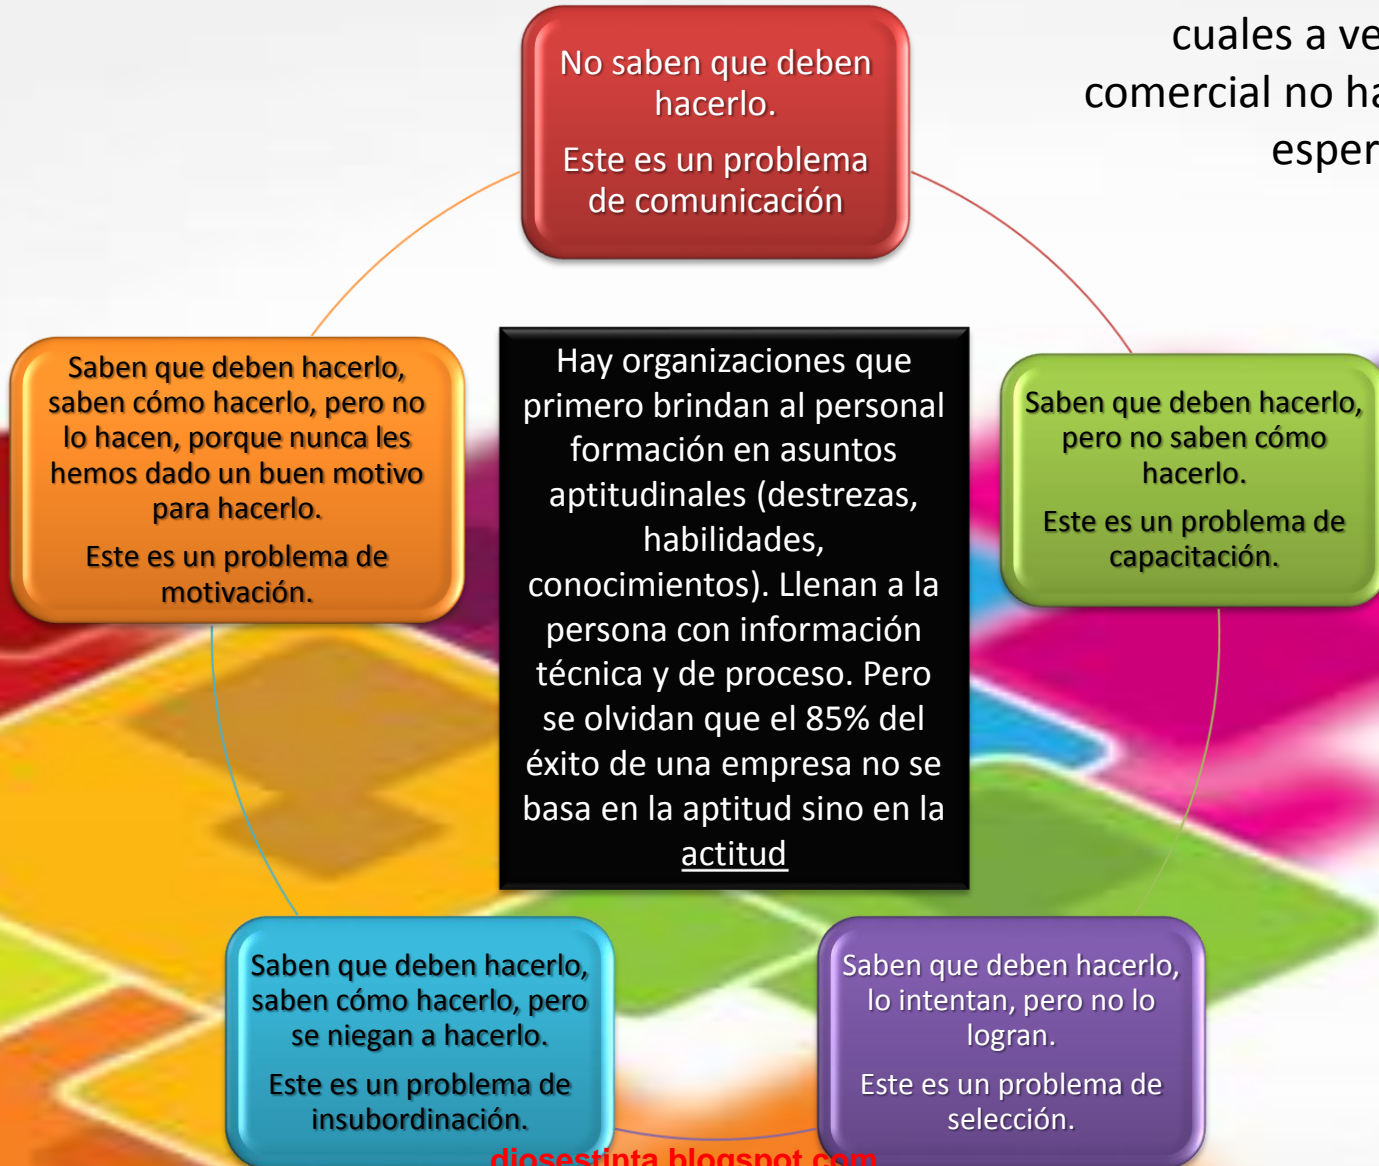 cuales a
comercial no
No saben que deben
hacerlo.
Este es un problema
de comunicación
Saben que deben hacerlo,
pero no saben cómo
hacerlo.
Este es un problema de
capacitación.
Saben que deben hacerlo,
lo intentan, pero no lo
logran.
Este es un problema de
selección.
Saben que deben hacerlo,
saben cómo hacerlo, pero
se niegan a hacerlo.
Este es un problema de
insubordinación.
Saben que deben hacerlo,
saben cómo hacerlo, pero no
lo hacen, porque nunca les
hemos dado un buen motivo
para hacerlo.
Este es un problema de
motivación.
Hay organizaciones que
primero brindan al personal
formación en asuntos
aptitudinales (destrezas,
habilidades,
conocimientos). Llenan a la
persona con información
técnica y de proceso. Pero
se olvidan que el 85% del
éxito de una empresa no se
basa en la aptitud sino en la
actitud
diosestinta.blogspot.com